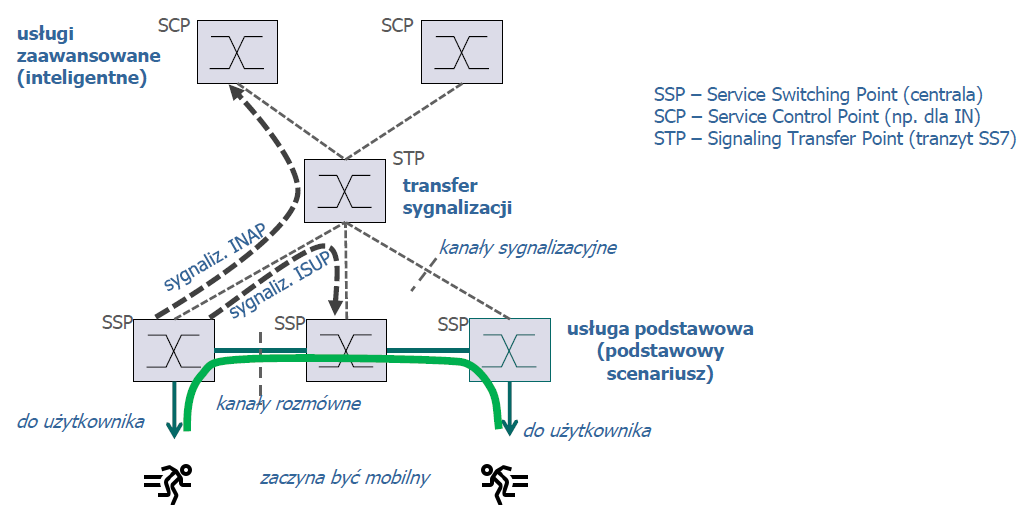 SCP
SCP
usługi
zaawansowane
(inteligentne)
SSP – Service Switching Point (centrala)
SCP – Service Control Point (np. dla IN)
STP – Signaling Transfer Point (tranzyt SS7)
STP
transfer
sygnalizacji
sygnaliz. INAP
sygnaliz. ISUP
kanały sygnalizacyjne
SSP
SSP
SSP
usługa podstawowa
(podstawowy
scenariusz)
kanały rozmówne
do użytkownika
do użytkownika
zaczyna być mobilny